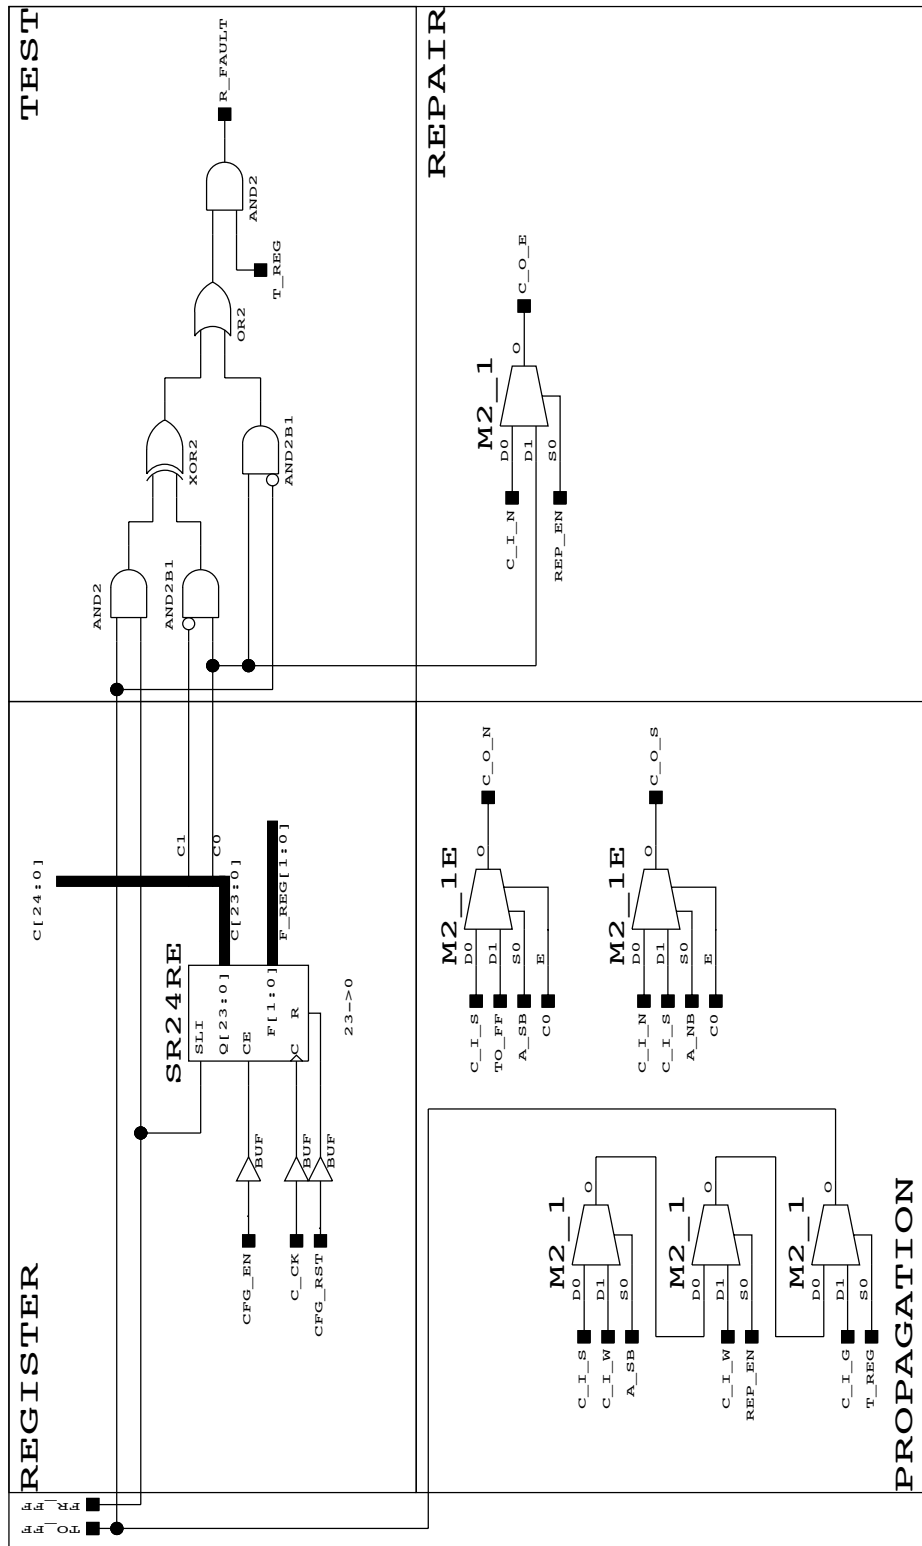 TEST
R_FAULT
AND2
T_REG
OR2
XOR2
AND2B1
AND2
AND2B1
REPAIR
C_O_E
O
M2_1
D0
D1
S0
C_I_N
REP_EN
REGISTER
C[24:0]
C1
C0
C[23:0]
F_REG[1:0]
SR24RE
SLI
Q[23:0]
CE
F[1:0]
C
R
23->0
BUF
BUF
BUF
CFG_EN
C_CK
CFG_RST
FR_FF
TO_FF
PROPAGATION
C_O_N
O
M2_1E
D0
D1
S0
E
C_I_S
TO_FF
A_SB
C0
C_O_S
O
M2_1E
D0
D1
S0
E
C_I_N
C_I_S
A_NB
C0
O
M2_1
D0
D1
S0
C_I_S
C_I_W
A_SB
O
M2_1
D0
D1
S0
C_I_W
REP_EN
O
M2_1
D0
D1
S0
C_I_G
T_REG